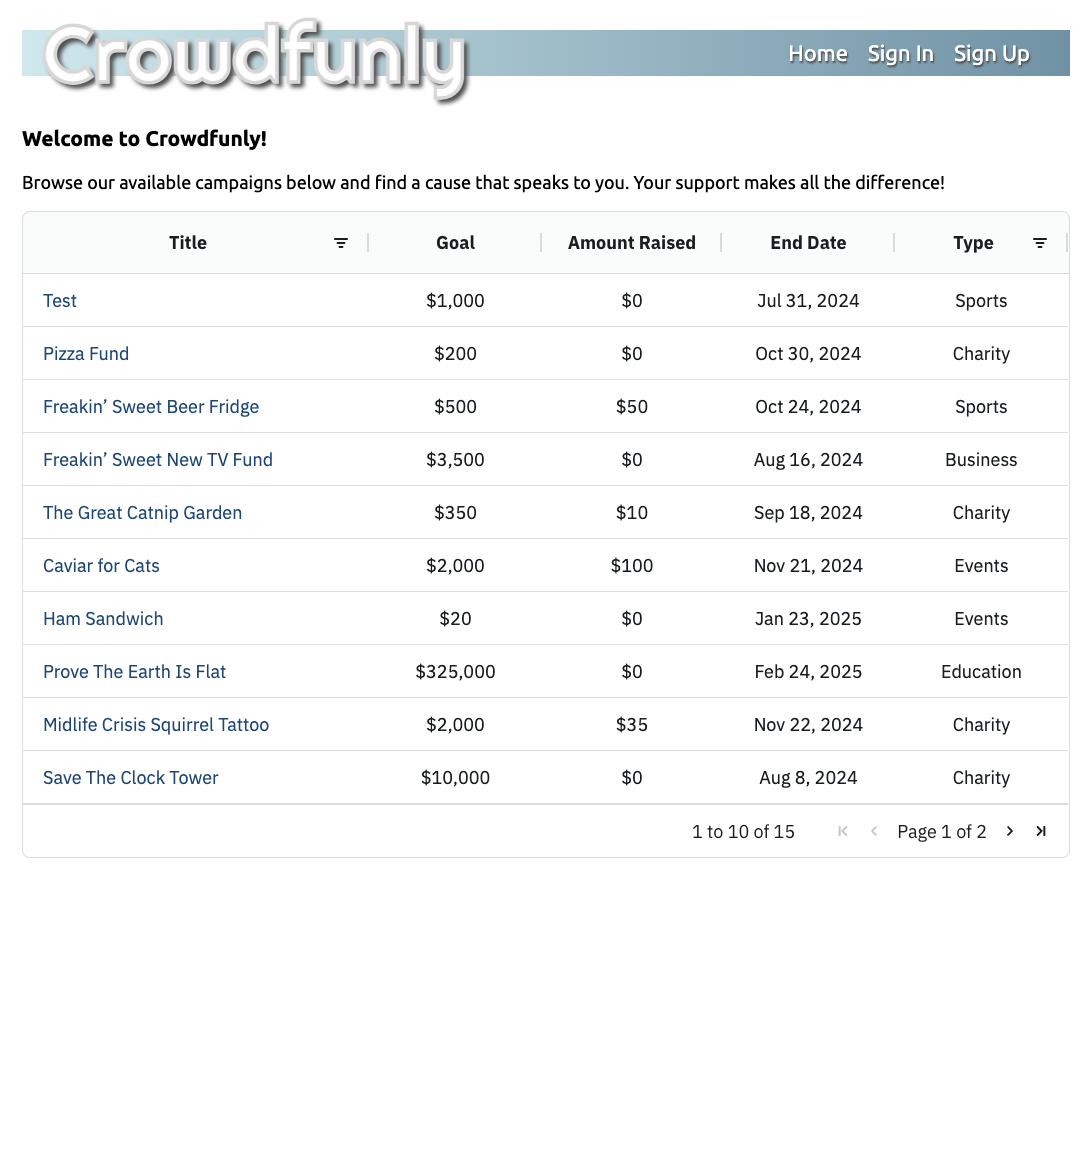 Crowdfunly
Home Sign In Sign Up
Welcome to Crowdfunly!
Browse our available campaigns below and find a cause that speaks to you. Your support makes all the difference!
Title Goal Amount Raised End Date Type
Test $1,000 $0 Jul 31, 2024 Sports
Pizza Fund $200 $0 Oct 30, 2024 Charity
Freakin’ Sweet Beer Fridge $500 $50 Oct 24, 2024 Sports
Freakin’ Sweet New TV Fund $3,500 $0 Aug 16, 2024 Business
The Great Catnip Garden $350 $10 Sep 18, 2024 Charity
Caviar for Cats $2,000 $100 Nov 21, 2024 Events
Ham Sandwich $20 $0 Jan 23, 2025 Events
Prove The Earth Is Flat $325,000 $0 Feb 24, 2025 Education
Midlife Crisis Squirrel Tattoo $2,000 $35 Nov 22, 2024 Charity
Save The Clock Tower $10,000 $0 Aug 8, 2024 Charity
1 to 10 of 15 Page 1 of 2